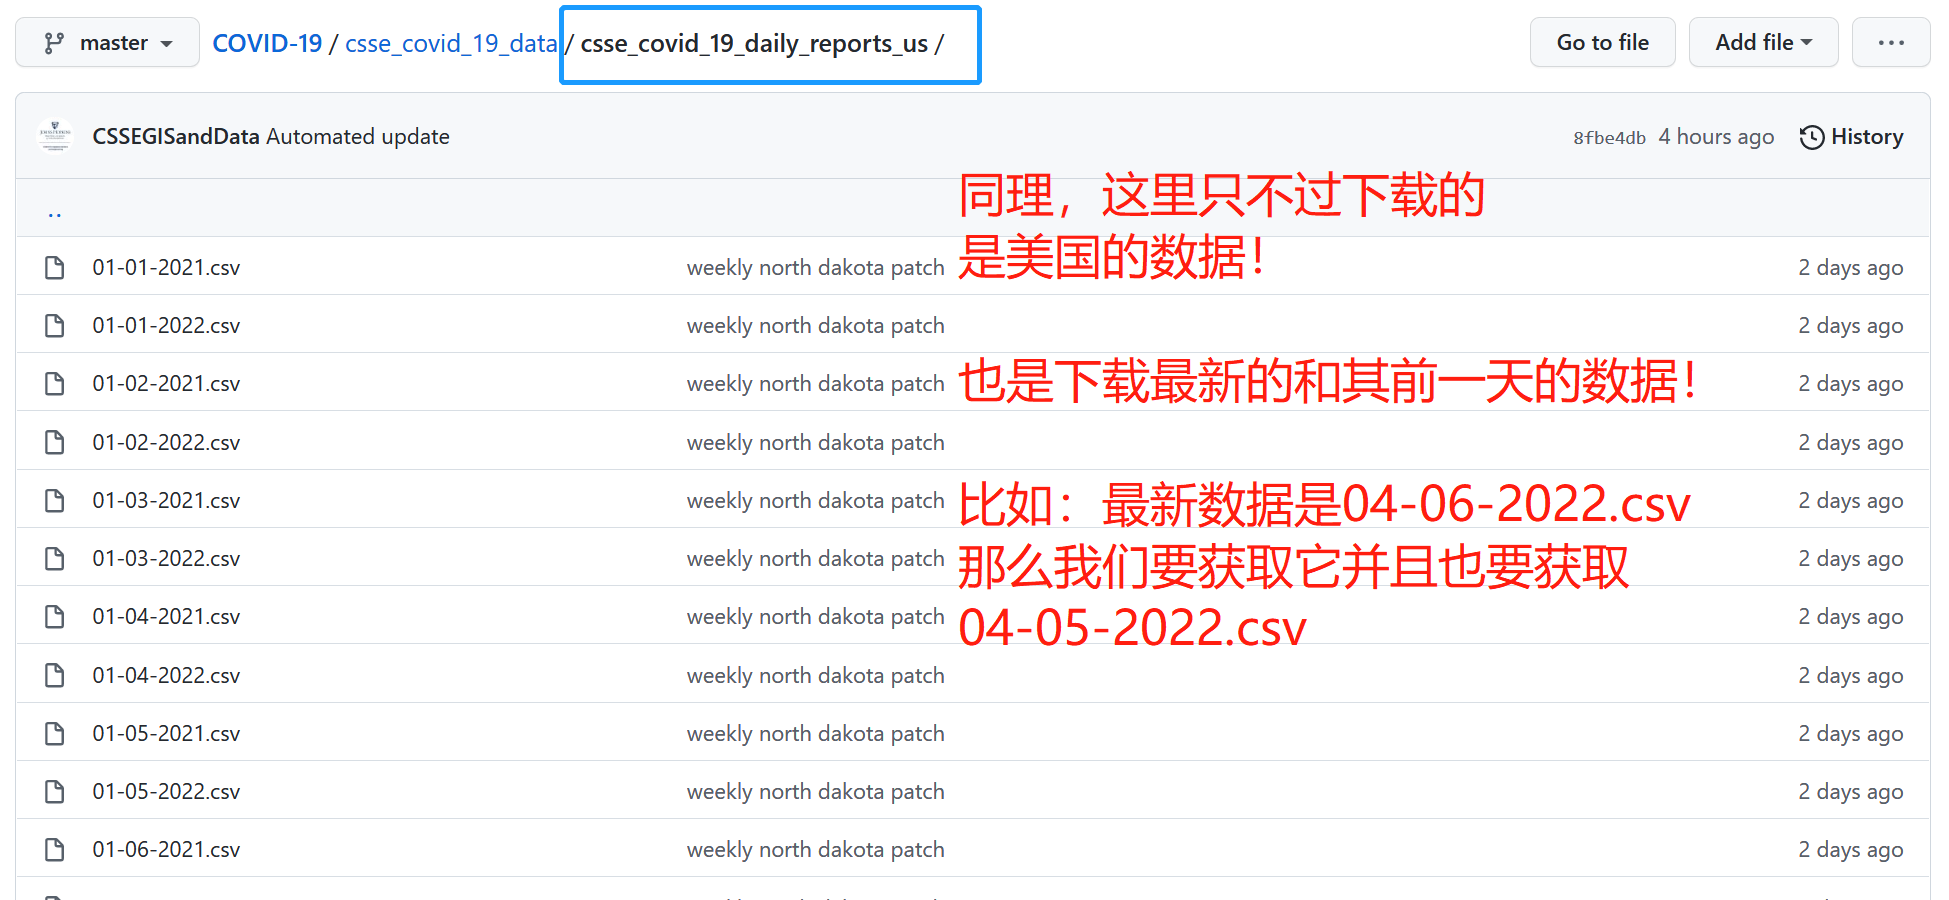 master COVID-19 / csse_covid_19_data / csse_covid_19_daily_reports_us / Go to file Add file ...
CSSEGISandData Automated update 8fbe4db 4 hours ago History
同理，这里只不过下载的
..
是美国的数据！
01-01-2021.csv weekly north dakota patch 2 days ago
01-01-2022.csv weekly north dakota patch 2 days ago
01-02-2021.csv weekly north dakota patch 也是下载最新的和其前一天的数据！ 2 days ago
01-02-2022.csv weekly north dakota patch 2 days ago
01-03-2021.csv weekly north dakota patch 比如：最新数据是04-06-2022.csv 2 days ago
01-03-2022.csv weekly north dakota patch 那么我们要获取它并且也要获取 2 days ago
01-04-2021.csv weekly north dakota patch 04-05-2022.csv 2 days ago
01-04-2022.csv weekly north dakota patch 2 days ago
01-05-2021.csv weekly north dakota patch 2 days ago
01-05-2022.csv weekly north dakota patch 2 days ago
01-06-2021.csv weekly north dakota patch 2 days ago